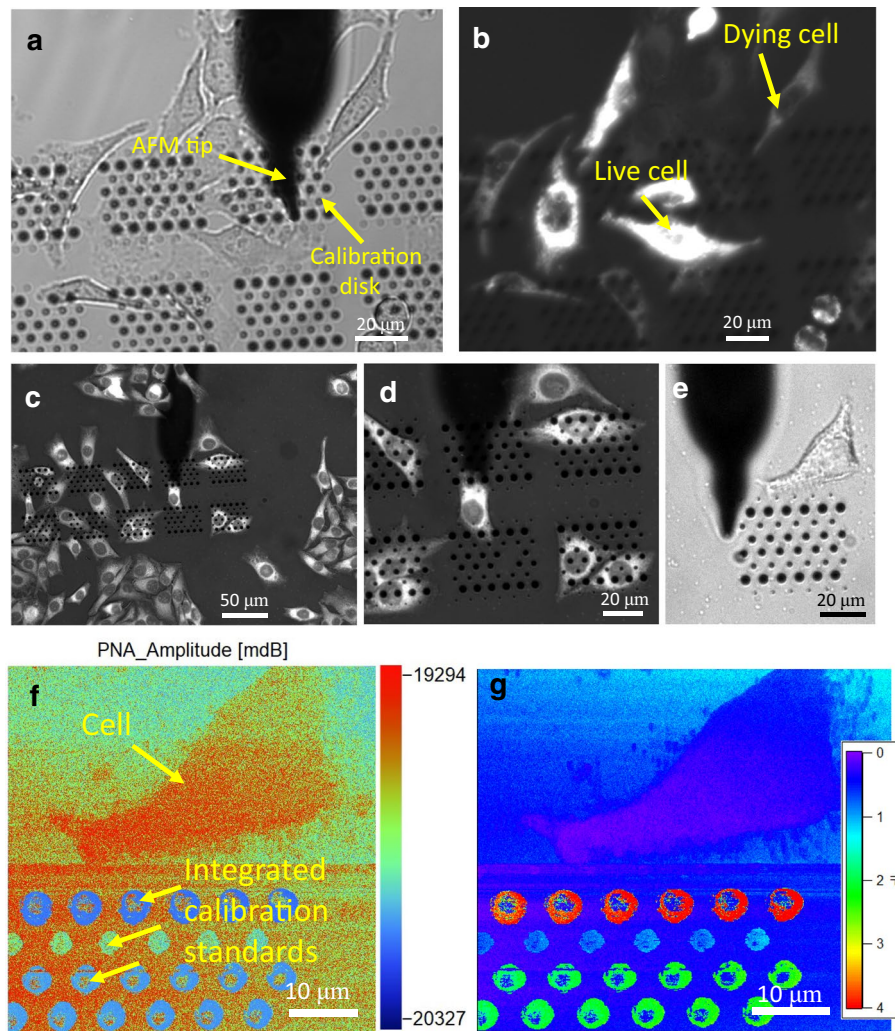 a
AFM tip
Calibration
disk
20 μm
b
Dying cell
Live cell
20 μm
c
50 μm
d
20 μm
e
20 μm
PNA_Amplitude [mdB]
f
Cell
Integrated
calibration
standards
10 μm
−19294
−20327
g
10 μm
0
1
2
3
4